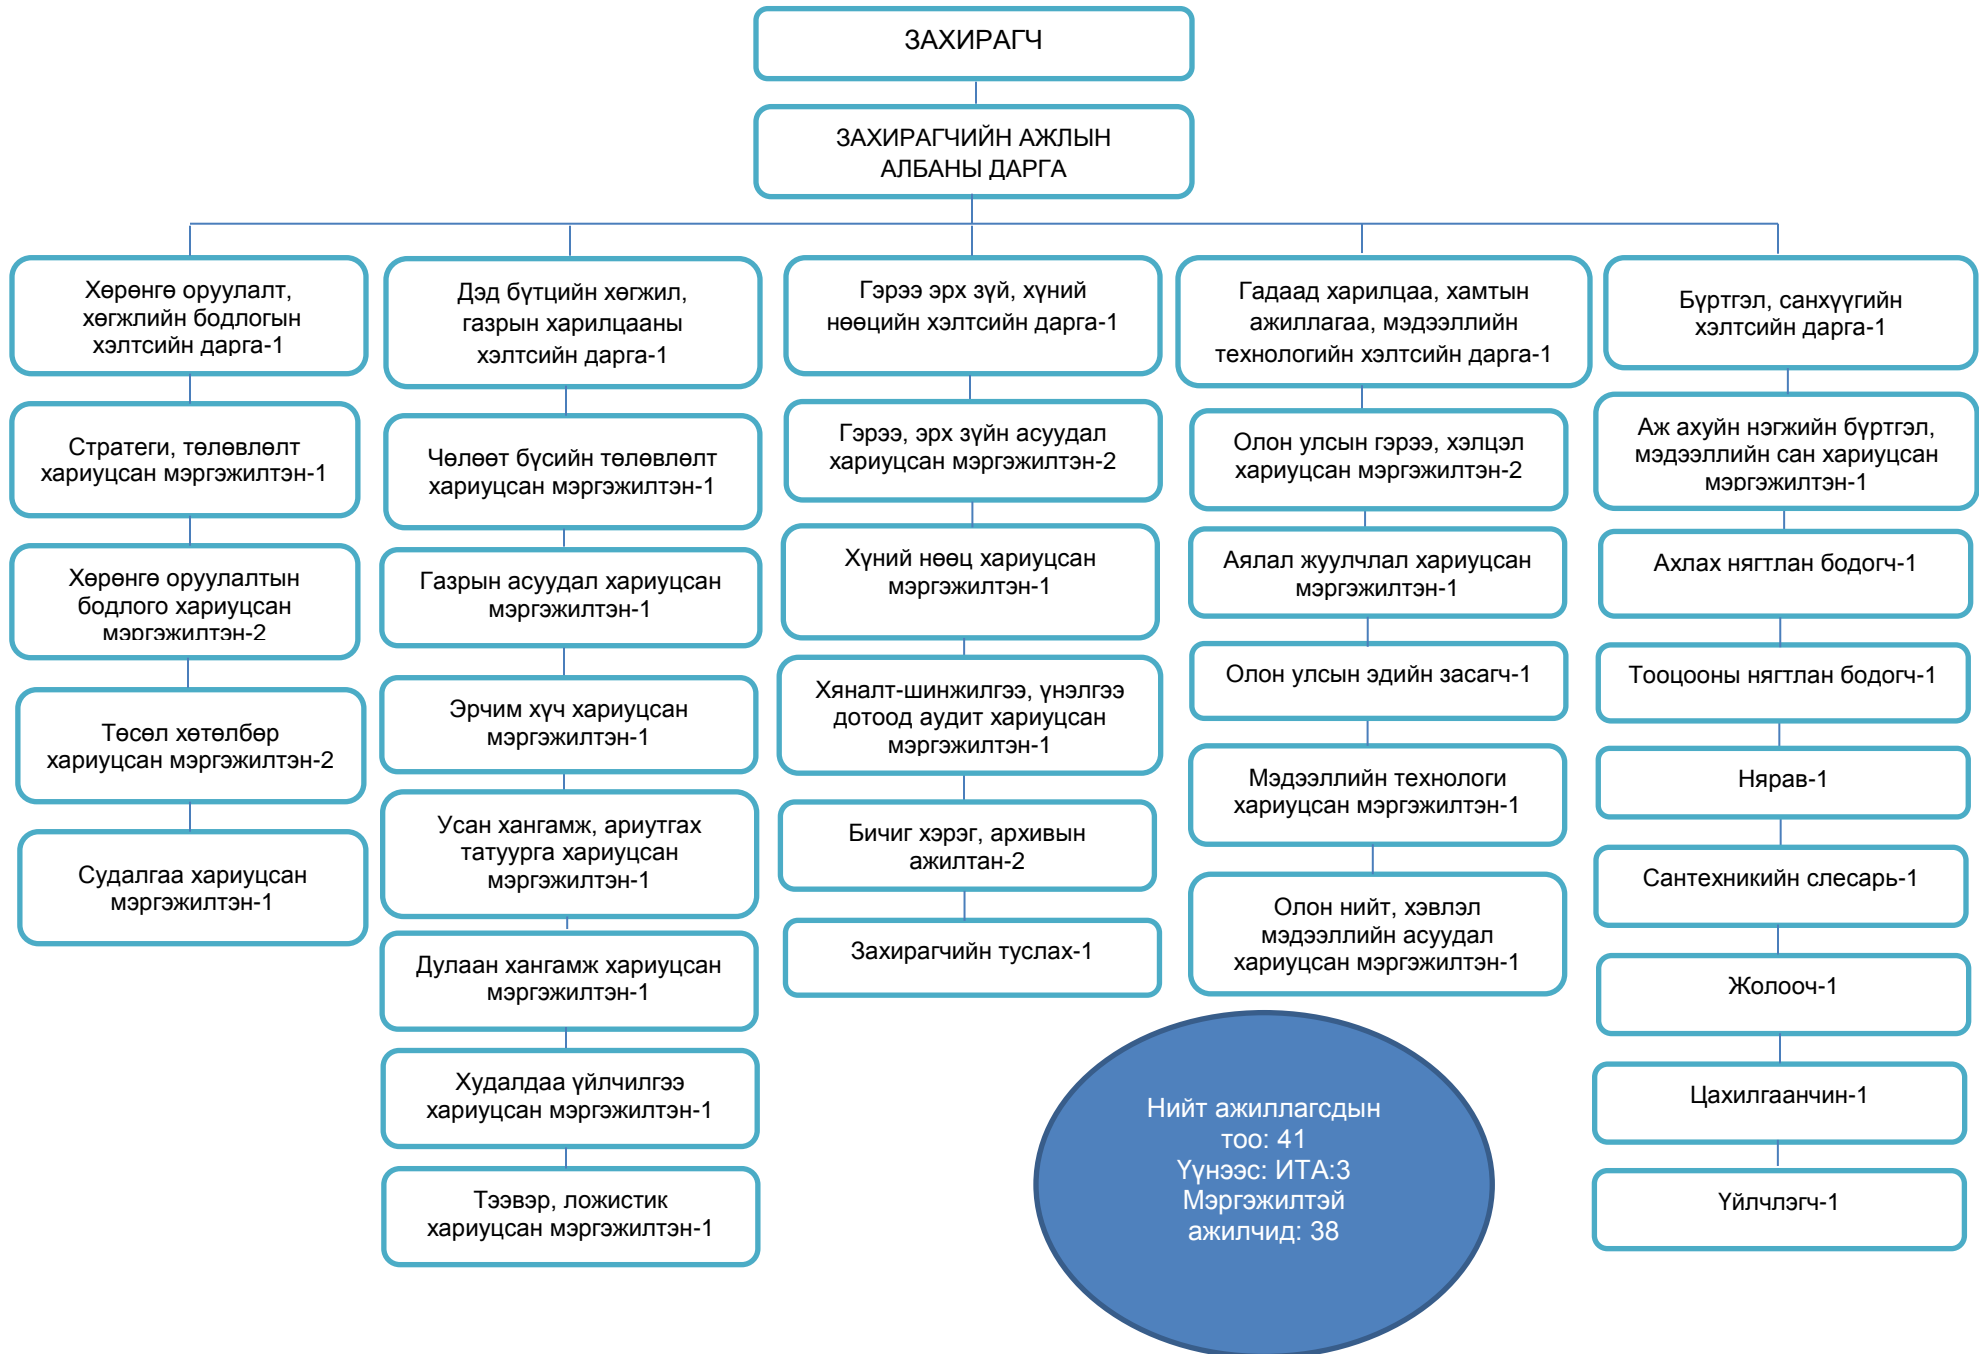 ЗАХИРАГЧ
ЗАХИРАГЧИЙН АЖЛЫН
АЛБАНЫ ДАРГА
Хөрөнгө оруулалт,
хөгжлийн бодлогын
хэлтсийн дарга-1
Стратеги, төлөвлөлт
хариуцсан мэргэжилтэн-1
Хөрөнгө оруулалтын
бодлого хариуцсан
мэргэжилтэн-2
Төсөл хөтөлбөр
хариуцсан мэргэжилтэн-2
Судалгаа хариуцсан
мэргэжилтэн-1
Дэд бүтцийн хөгжил,
газрын харилцааны
хэлтсийн дарга-1
Чөлөөт бүсийн төлөвлөлт
хариуцсан мэргэжилтэн-1
Газрын асуудал хариуцсан
мэргэжилтэн-1
Эрчим хүч хариуцсан
мэргэжилтэн-1
Усан хангамж, ариутгах
татуурга хариуцсан
мэргэжилтэн-1
Дулаан хангамж хариуцсан
мэргэжилтэн-1
Худалдаа үйлчилгээ
хариуцсан мэргэжилтэн-1
Тээвэр, ложистик
хариуцсан мэргэжилтэн-1
Гэрээ эрх зүй, хүний
нөөцийн хэлтсийн дарга-1
Гэрээ, эрх зүйн асуудал
хариуцсан мэргэжилтэн-2
Хүний нөөц хариуцсан
мэргэжилтэн-1
Хяналт-шинжилгээ, үнэлгээ
дотоод аудит хариуцсан
мэргэжилтэн-1
Бичиг хэрэг, архивын
ажилтан-2
Захирагчийн туслах-1
Гадаад харилцаа, хамтын
ажиллагаа, мэдээллийн
технологийн хэлтсийн дарга-1
Олон улсын гэрээ, хэлцэл
хариуцсан мэргэжилтэн-2
Аялал жуулчлал хариуцсан
мэргэжилтэн-1
Олон улсын эдийн засагч-1
Мэдээллийн технологи
хариуцсан мэргэжилтэн-1
Олон нийт, хэвлэл
мэдээллийн асуудал
хариуцсан мэргэжилтэн-1
Бүртгэл, санхүүгийн
хэлтсийн дарга-1
Аж ахуйн нэгжийн бүртгэл,
мэдээллийн сан хариуцсан
мэргэжилтэн-1
Ахлах нягтлан бодогч-1
Тооцооны нягтлан бодогч-1
Нярав-1
Сантехникийн слесарь-1
Жолооч-1
Цахилгаанчин-1
Үйлчлэгч-1
Нийт ажиллагсдын
тоо: 41
Үүнээс: ИТА:3
Мэргэжилтэй
ажилчид: 38